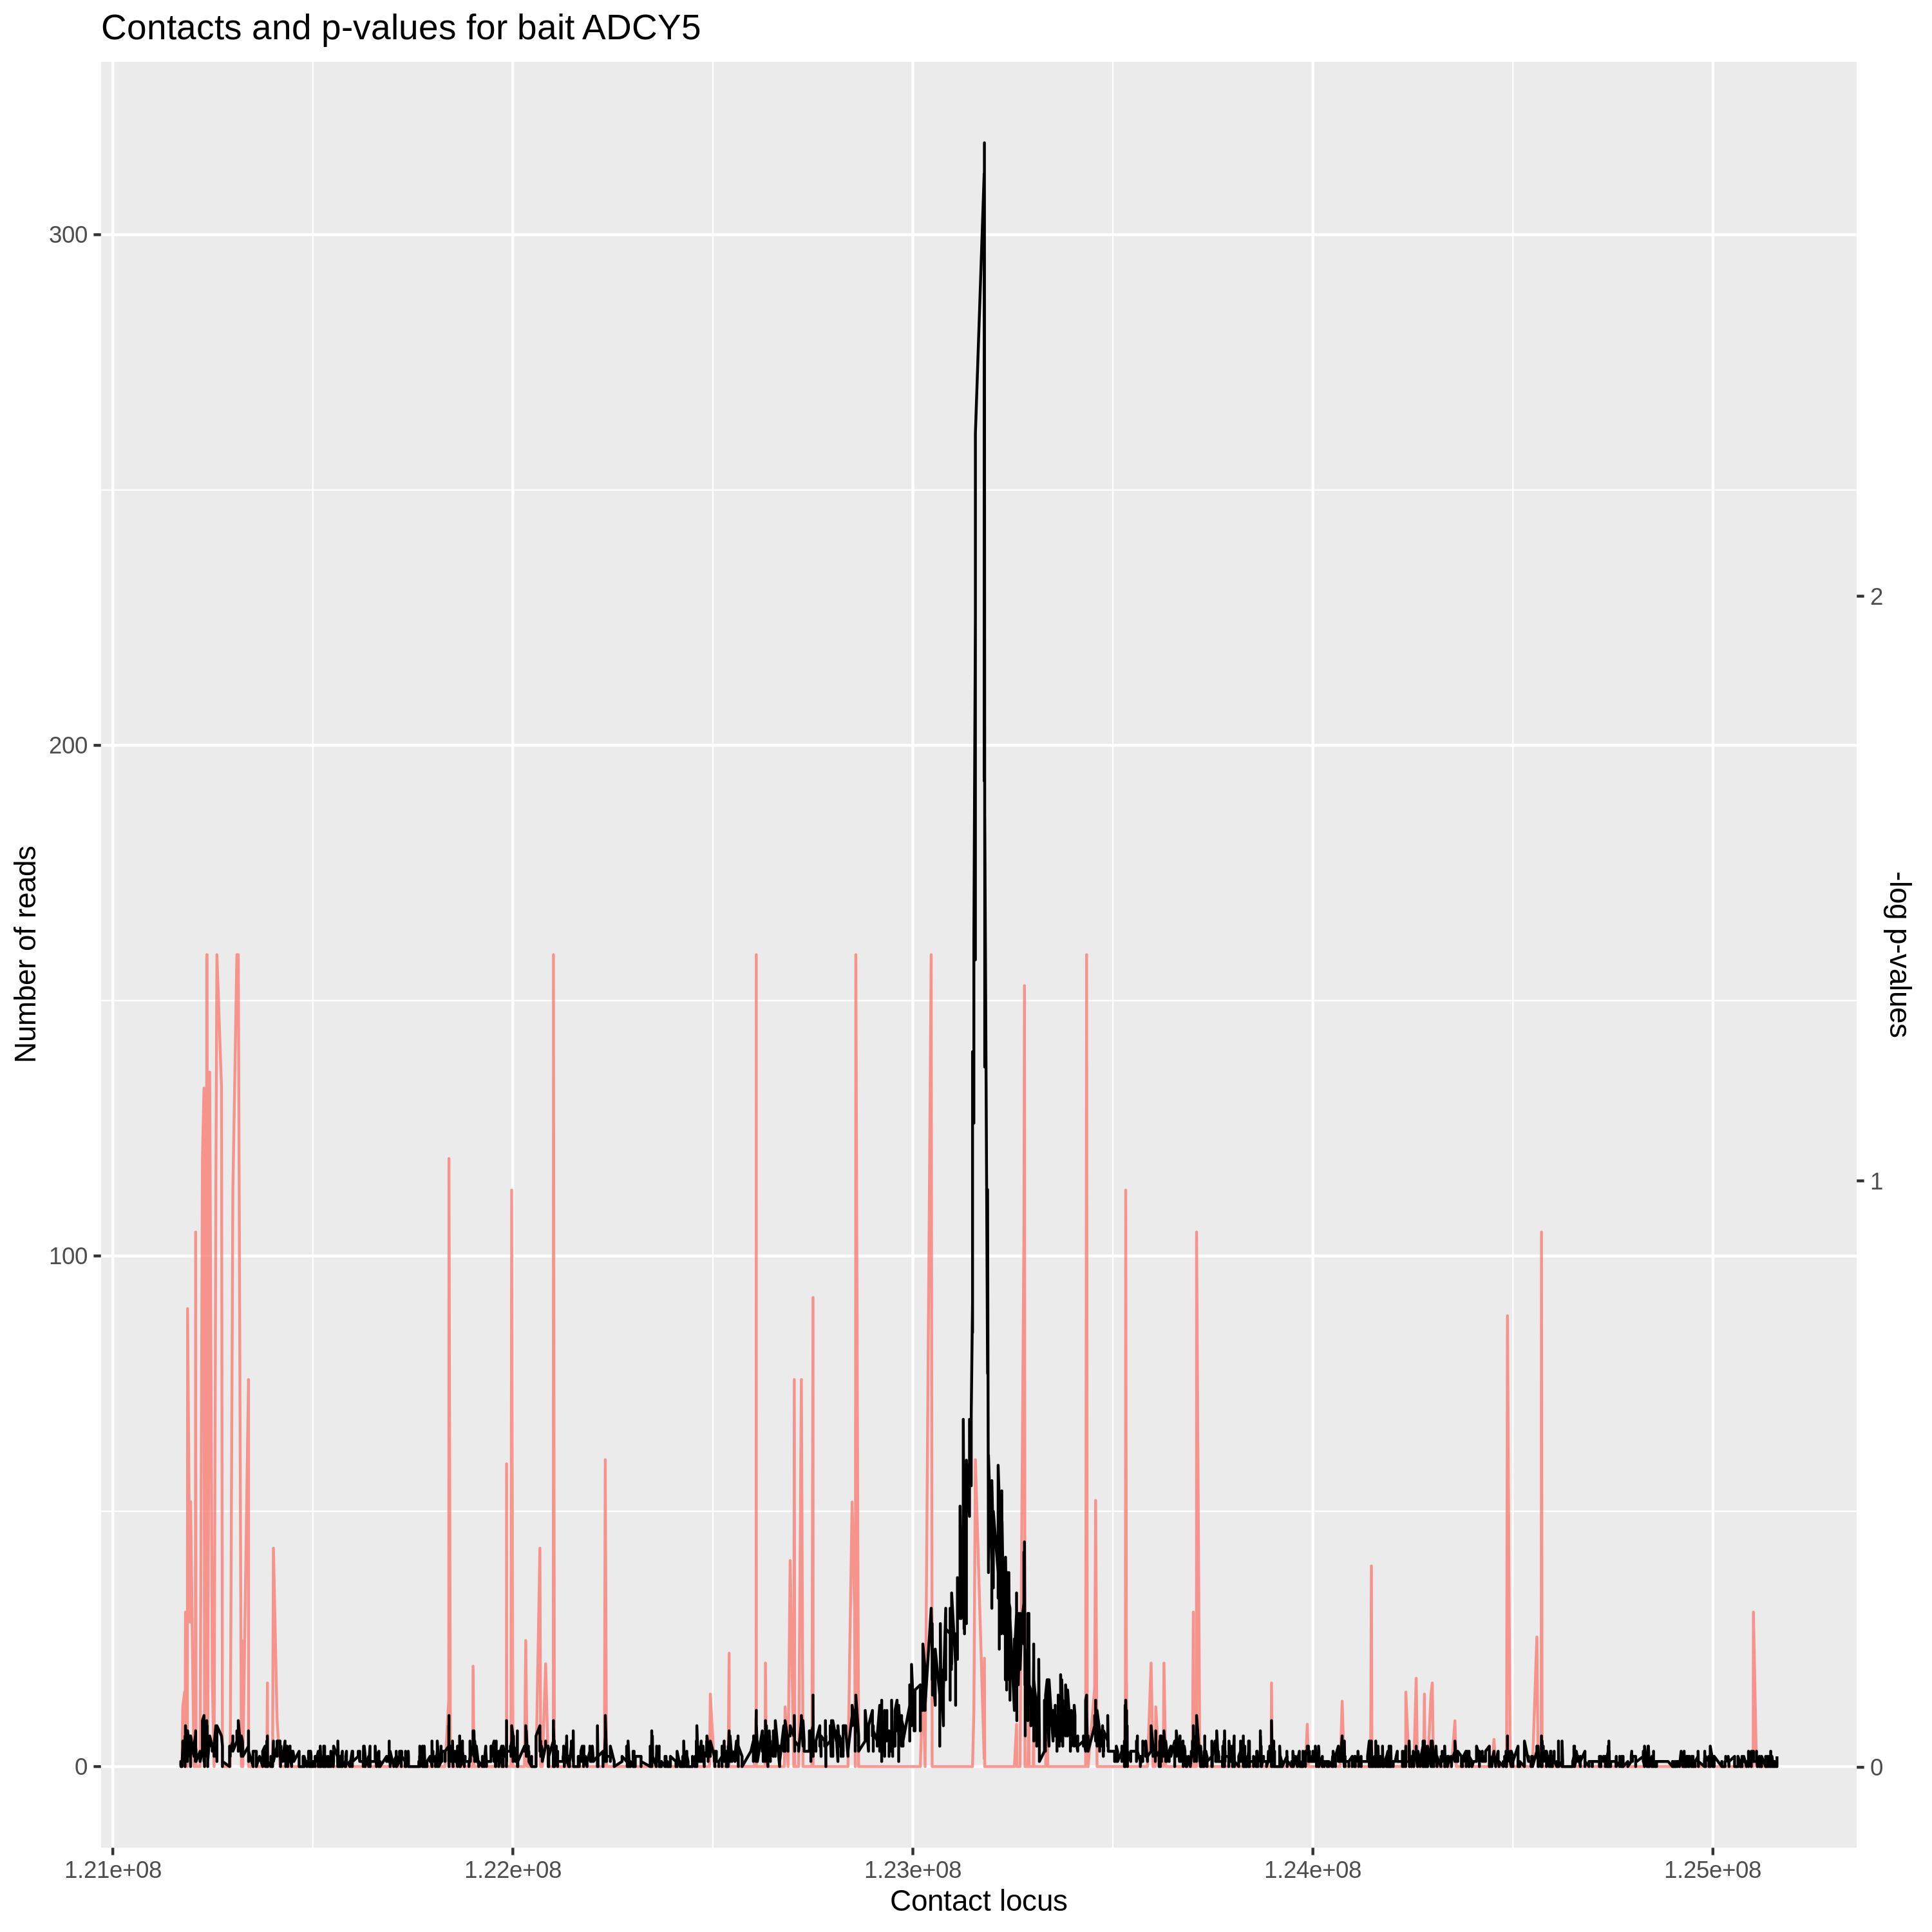 Contacts and p-values for bait ADCY5
300
200
100
0
Number of reads
2
1
0
-log p-values
1.21e+08 1.22e+08 1.23e+08 1.24e+08 1.25e+08
Contact locus